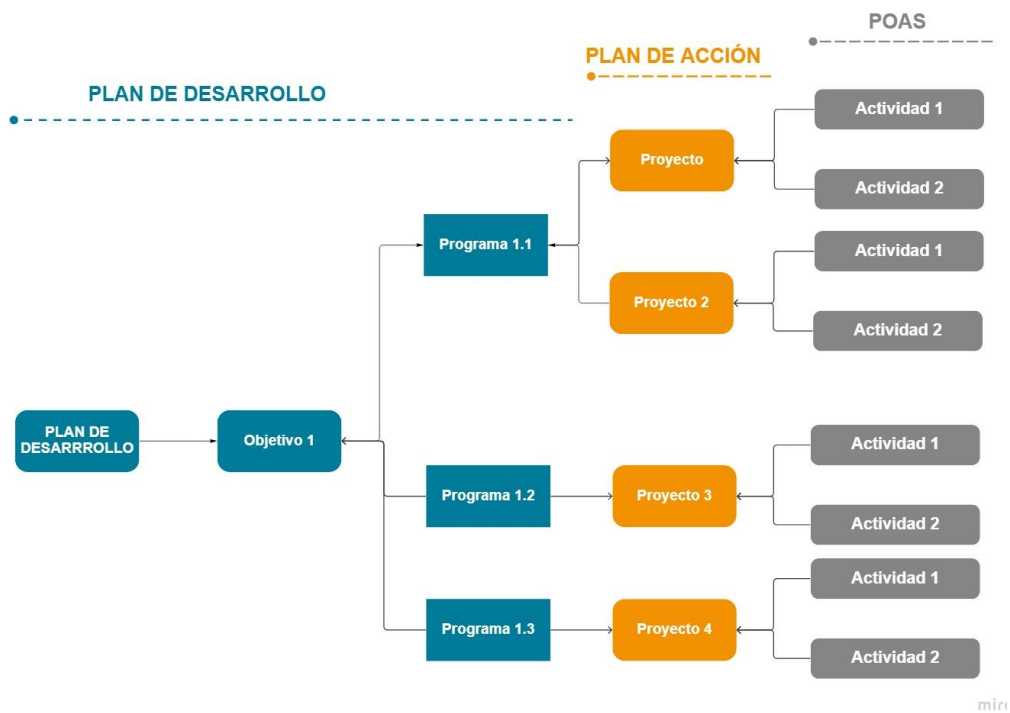 POAS
PLAN DE ACCIÓN
PLAN DE DESARROLLO
Actividad 1
Proyecto
Actividad 2
Programa 1.1
Actividad 1
Proyecto 2
Actividad 2
PLAN DE
DESARRROLLO
Objetivo 1
Actividad 1
Programa 1.2
Proyecto 3
Actividad 2
Actividad 1
Programa 1.3
Proyecto 4
Actividad 2